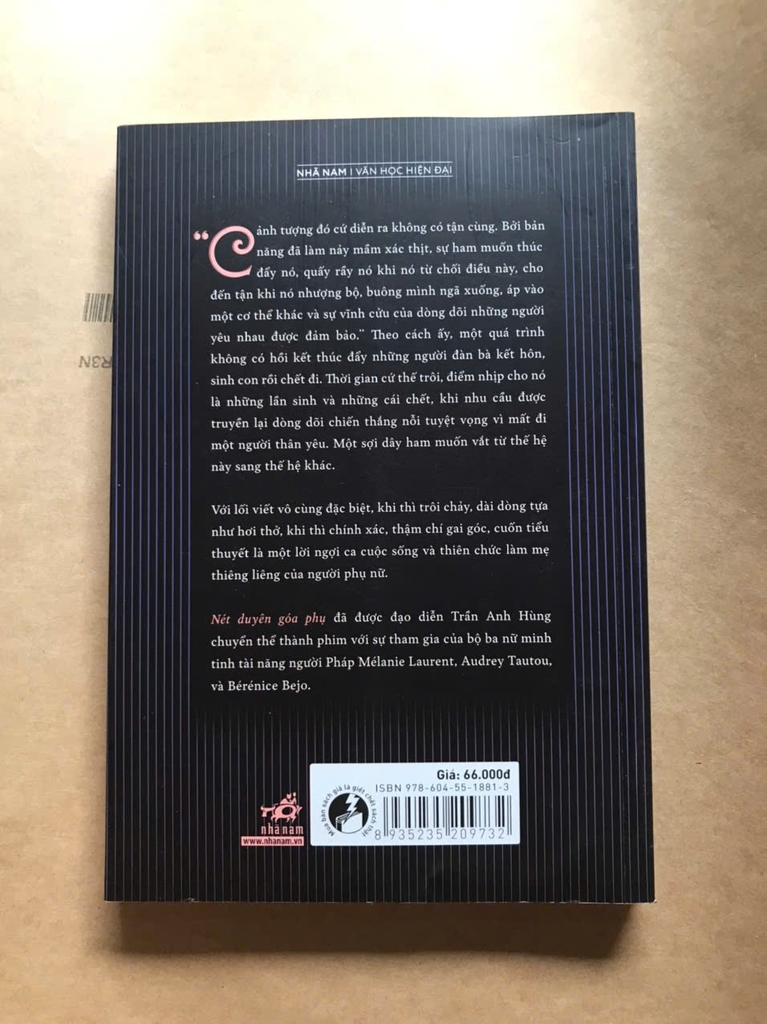 NHÃ NAM | VĂN HỌC HIỆN ĐẠI
“Cảnh tượng đó cứ diễn ra không có tận cùng. Bởi bản
năng đã làm nảy mầm xác thịt, sự ham muốn thúc
đẩy nó, quấy rầy nó khi nó từ chối điều này, cho
đến tận khi nó nhượng bộ, buông mình ngã xuống, áp vào
một cơ thể khác và sự vĩnh cửu của dòng dõi những người
yêu nhau được đảm bảo.” Theo cách ấy, một quá trình
không có hồi kết thúc đẩy những người đàn bà kết hôn,
sinh con rồi chết đi. Thời gian cứ thế trôi, điểm nhịp cho nó
là những lần sinh và những cái chết, khi nhu cầu được
truyền lại dòng dõi chiến thắng nỗi tuyệt vọng vì mất đi
một người thân yêu. Một sợi dây ham muốn vắt từ thế hệ
này sang thế hệ khác.
Với lối viết vô cùng đặc biệt, khi thì trôi chảy, dài dòng tựa
như hơi thở, khi thì chính xác, thậm chí gai góc, cuốn tiểu
thuyết là một lời ngợi ca cuộc sống và thiên chức làm mẹ
thiêng liêng của người phụ nữ.
Nét duyên góa phụ đã được đạo diễn Trần Anh Hùng
chuyển thể thành phim với sự tham gia của bộ ba nữ minh
tinh tài năng người Pháp Mélanie Laurent, Audrey Tautou,
và Bérénice Bejo.
nhã nam
www.nhanam.vn
Mua bán sách giả là giết chết sách thật
Giá: 66.000đ
ISBN 978-604-55-1881-3
8 935235 209732
R3N